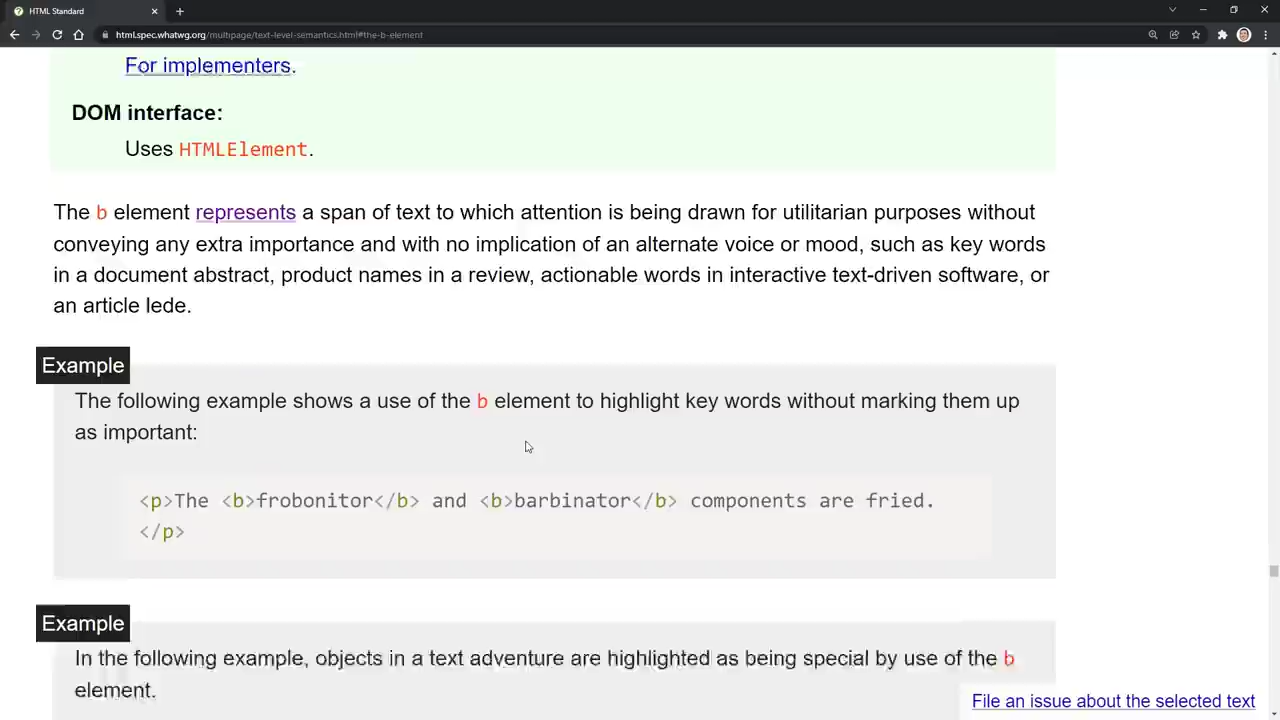 HTML Standard
html.spec.whatwg.org/multipage/text-level-semantics.html#the-b-element
For implementers.
DOM interface:
Uses HTMLElement.
The b element represents a span of text to which attention is being drawn for utilitarian purposes without
conveying any extra importance and with no implication of an alternate voice or mood, such as key words
in a document abstract, product names in a review, actionable words in interactive text-driven software, or
an article lede.
Example
The following example shows a use of the b element to highlight key words without marking them up
as important:
<p>The <b>frobonitor</b> and <b>barbinator</b> components are fried.
</p>
Example
In the following example, objects in a text adventure are highlighted as being special by use of the b
element.
File an issue about the selected text